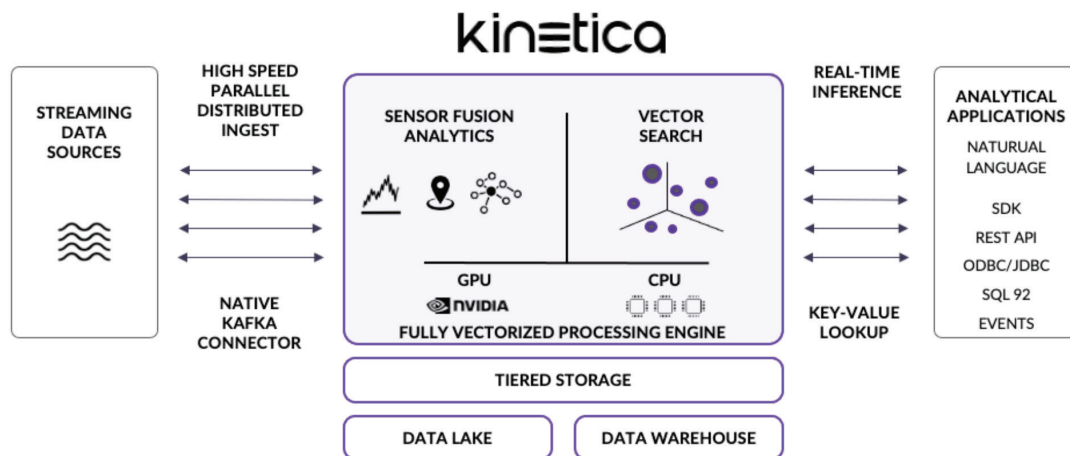 kinetica
STREAMING
DATA
SOURCES
HIGH SPEED
PARALLEL
DISTRIBUTED
INGEST
NATIVE
KAFKA
CONNECTOR
SENSOR FUSION
ANALYTICS
VECTOR
SEARCH
GPU
CPU
NVIDIA
FULLY VECTORIZED PROCESSING ENGINE
TIERED STORAGE
DATA LAKE
DATA WAREHOUSE
REAL-TIME
INFERENCE
KEY-VALUE
LOOKUP
ANALYTICAL
APPLICATIONS
NATURUAL
LANGUAGE
SDK
REST API
ODBC/JDBC
SQL 92
EVENTS